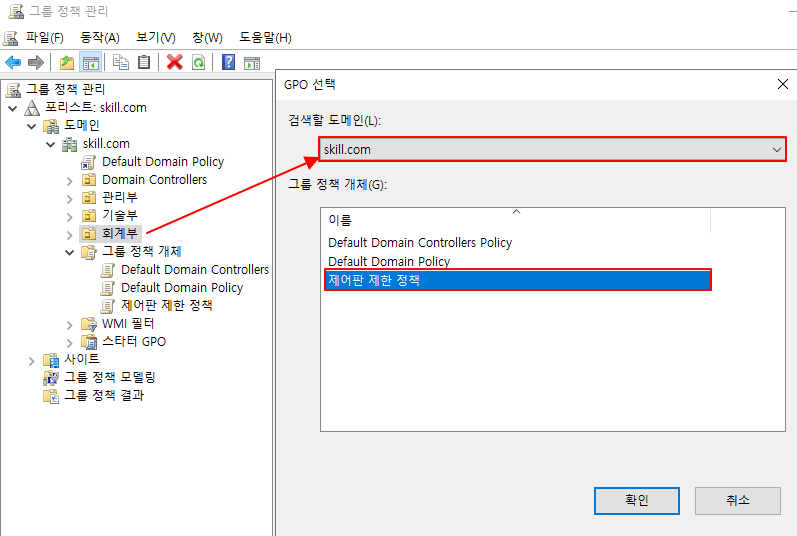 그룹 정책 관리
파일(F) 동작(A) 보기(V) 창(W) 도움말(H)
그룹 정책 관리
포리스트: skill.com
도메인
skill.com
Default Domain Policy
Domain Controllers
관리부
기술부
회계부
그룹 정책 개체
Default Domain Controllers
Default Domain Policy
제어판 제한 정책
WMI 필터
스타터 GPO
사이트
그룹 정책 모델링
그룹 정책 결과
GPO 선택
검색할 도메인(L):
skill.com
그룹 정책 개체(G):
이름
Default Domain Controllers Policy
Default Domain Policy
제어판 제한 정책
확인 취소